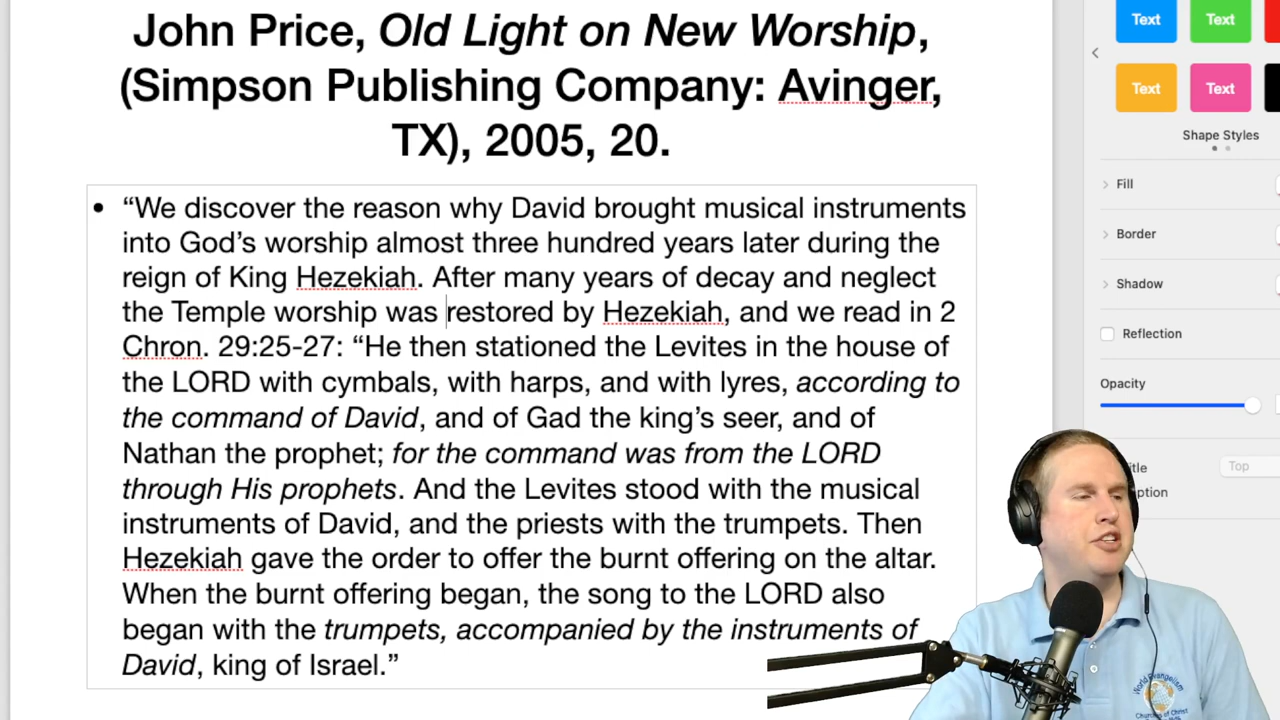 John Price, Old Light on New Worship,
(Simpson Publishing Company: Avinger,
TX), 2005, 20.
• “We discover the reason why David brought musical instruments
into God’s worship almost three hundred years later during the
reign of King Hezekiah. After many years of decay and neglect
the Temple worship was restored by Hezekiah, and we read in 2
Chron. 29:25-27: “He then stationed the Levites in the house of
the LORD with cymbals, with harps, and with lyres, according to
the command of David, and of Gad the king’s seer, and of
Nathan the prophet; for the command was from the LORD
through His prophets. And the Levites stood with the musical
instruments of David, and the priests with the trumpets. Then
Hezekiah gave the order to offer the burnt offering on the altar.
When the burnt offering began, the song to the LORD also
began with the trumpets, accompanied by the instruments of
David, king of Israel.”
Text Text
Text Text
Shape Styles
Fill
Border
Shadow
Reflection
Opacity
Top
World Evangelism